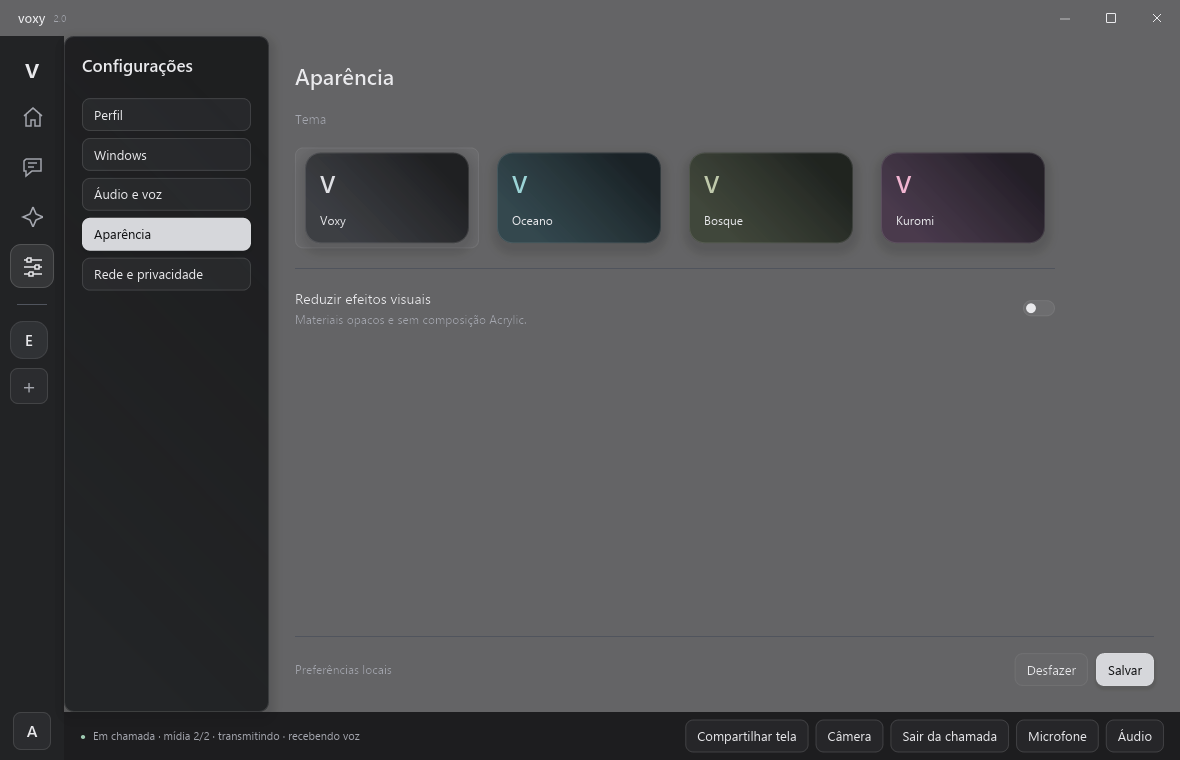 voxy 2.0
V
Configurações
Perfil
Windows
Áudio e voz
Aparência
Rede e privacidade
E
+
A
Aparência
Tema
V
Voxy
V
Oceano
V
Bosque
V
Kuromi
Reduzir efeitos visuais
Materiais opacos e sem composição Acrylic.
Preferências locais
Desfazer
Salvar
Em chamada · mídia 2/2 · transmitindo · recebendo voz
Compartilhar tela
Câmera
Sair da chamada
Microfone
Áudio